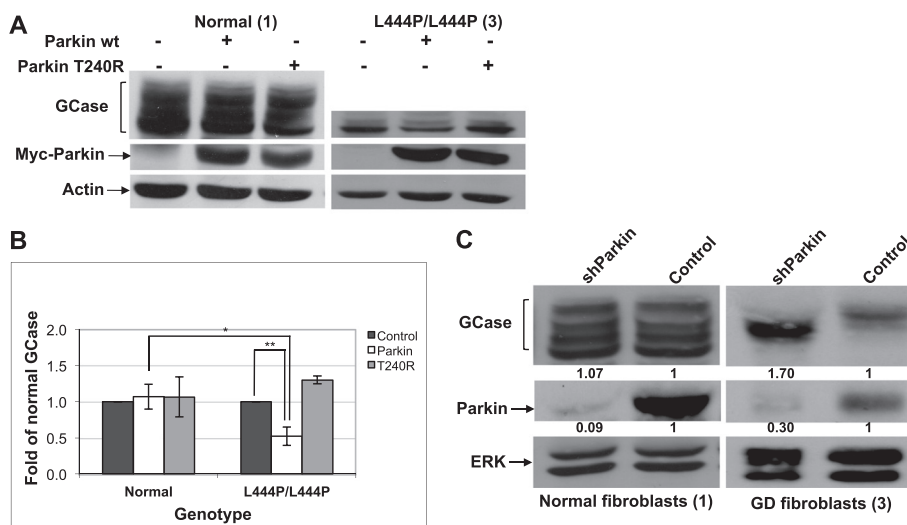 A
Normal (1)
L444P/L444P (3)
Parkin wt - + - - + -
Parkin T240R - - + - - +
GCase
Myc-Parkin
Actin
B
Fold of normal GCase
2.0
1.5
1.0
0.5
0.0
*
**
Control
Parkin
T240R
Normal
L444P/L444P
Genotype
C
shParkin
Control
shParkin
Control
GCase
1.07 1 1.70 1
Parkin
0.09 1 0.30 1
ERK
Normal fibroblasts (1)
GD fibroblasts (3)